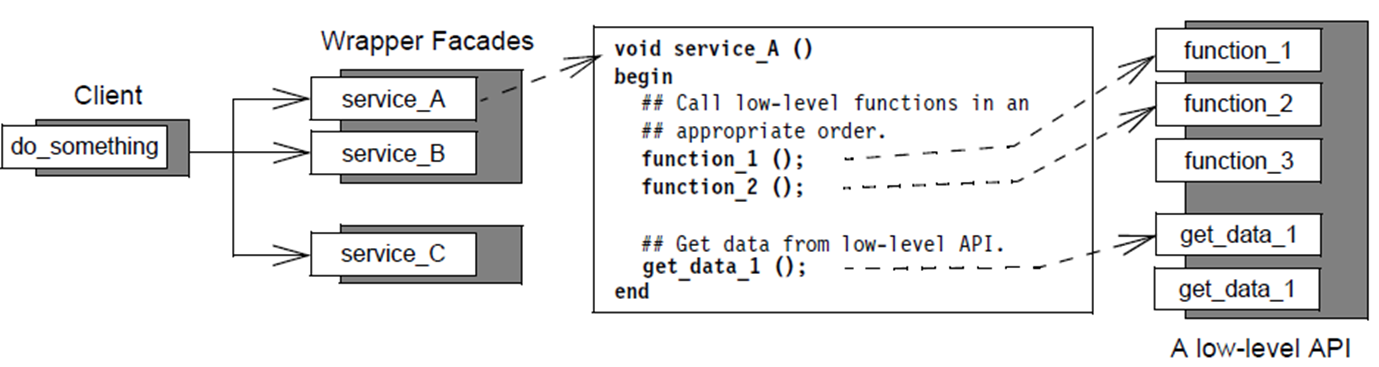 Client
do_something
Wrapper Facades
service_A
service_B
service_C
void service_A ()
begin
## Call low-level functions in an
## appropriate order.
function_1 ();
function_2 ();
## Get data from low-level API.
get_data_1 ();
end
function_1
function_2
function_3
get_data_1
get_data_1
A low-level API